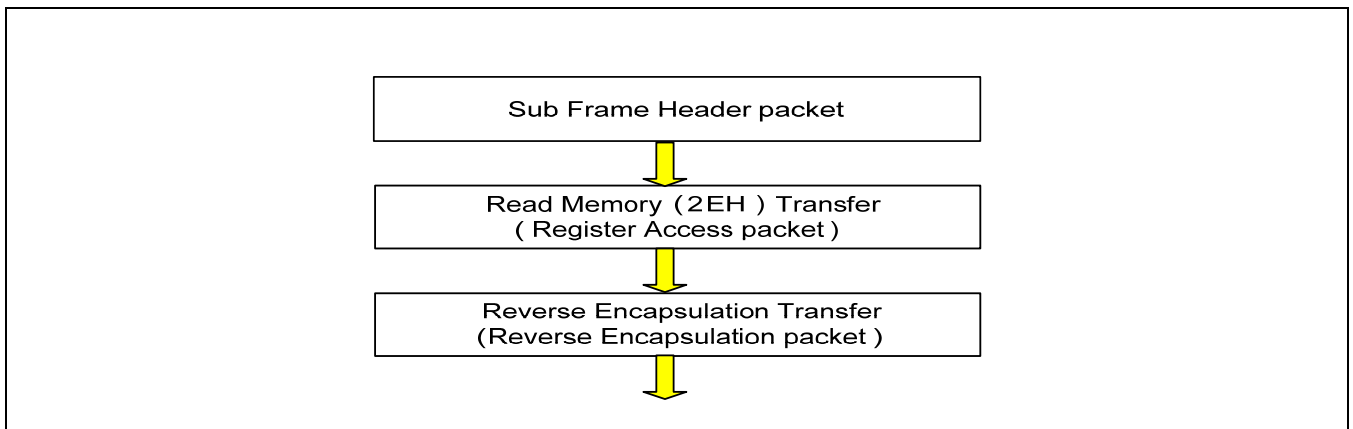 Sub Frame Header packet
Read Memory (2EH ) Transfer
( Register Access packet)
Reverse Encapsulation Transfer
(Reverse Encapsulation packet )